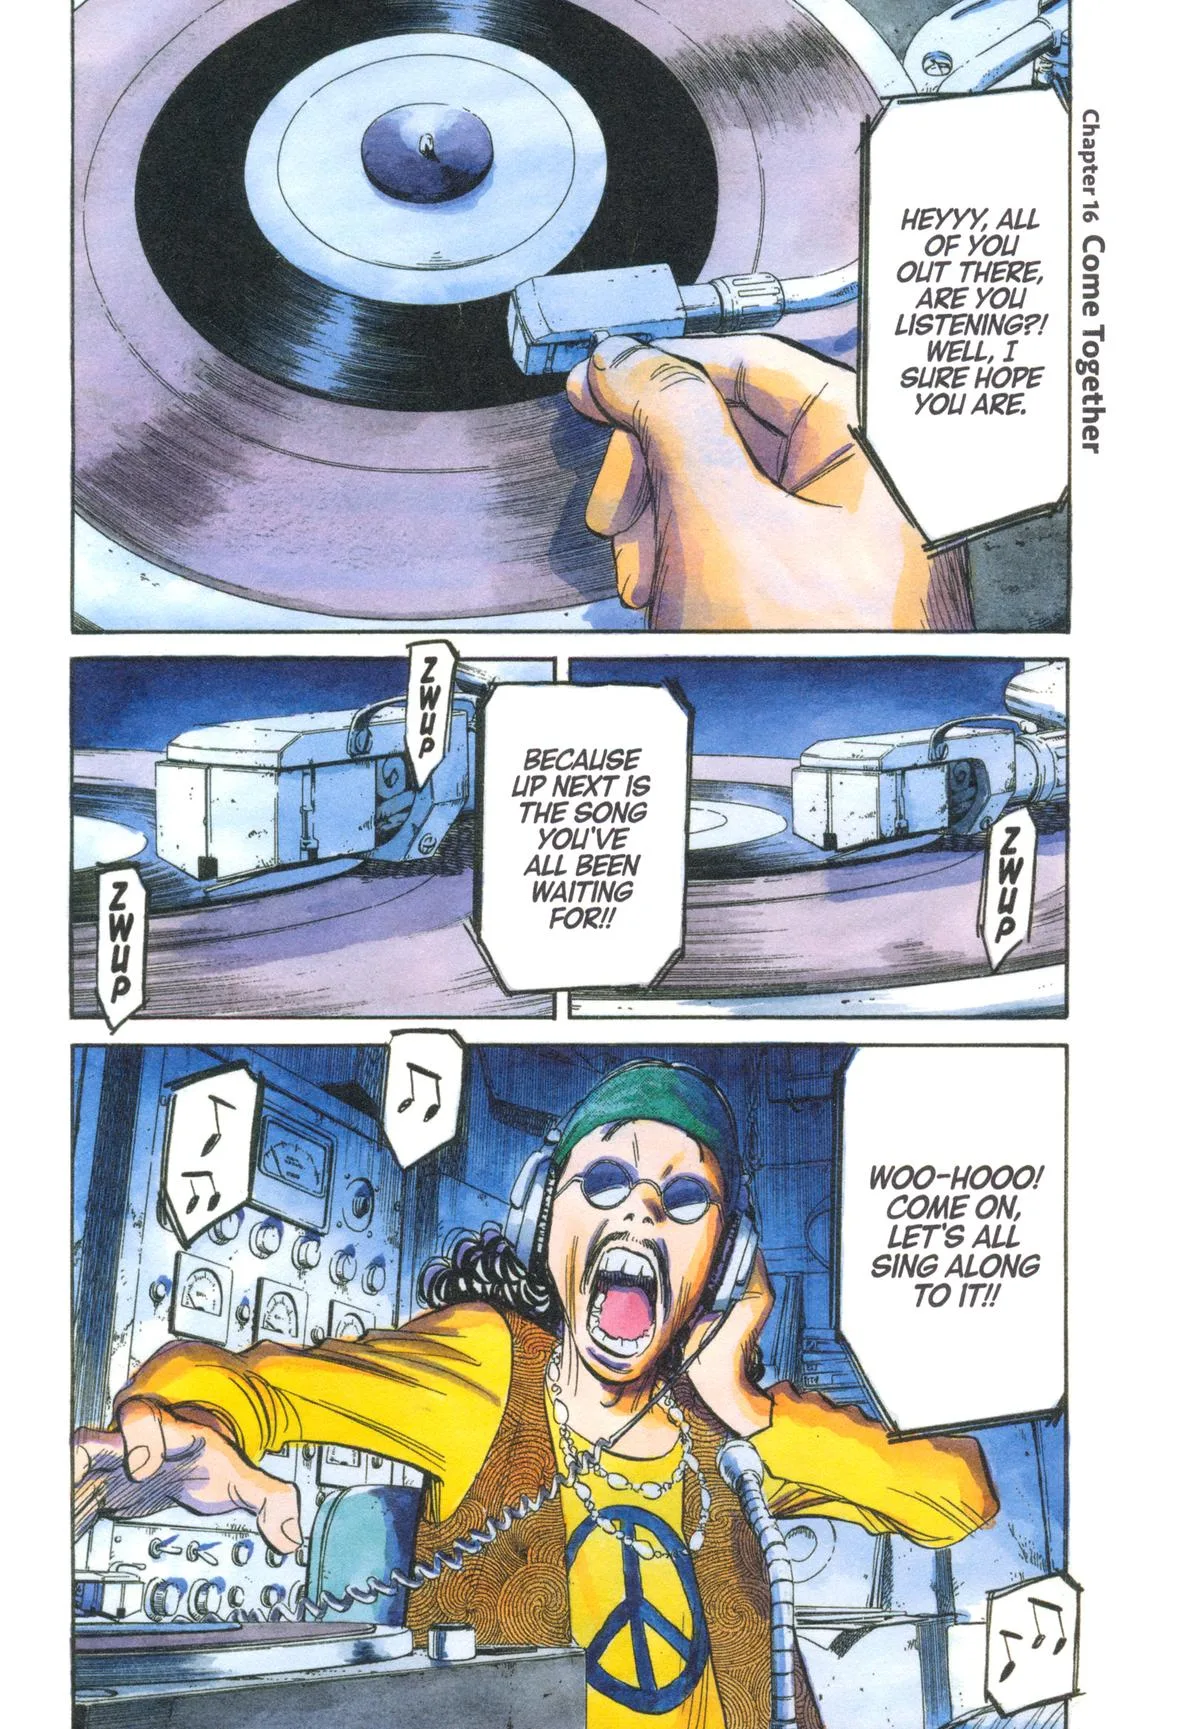 Chapter16 Come Together
HEYYY, ALL
OF YOU
OUT THERE,
ARE YOU
LISTENING?!
WELL, I
SURE HOPE
YOU ARE.
ZWUP
ZWUP
BECAUSE
UP NEXT IS
THE SONG
YOU'VE
ALL BEEN
WAITING
FOR!!
ZWUP
WOO-HOOO!
COME ON,
LET'S ALL
SING ALONG
TO IT!!